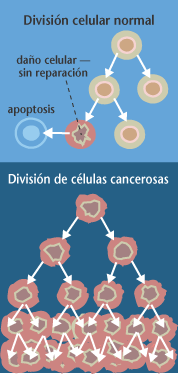 División celular normal
daño celular —
sin reparación
apoptosis
División de células cancerosas